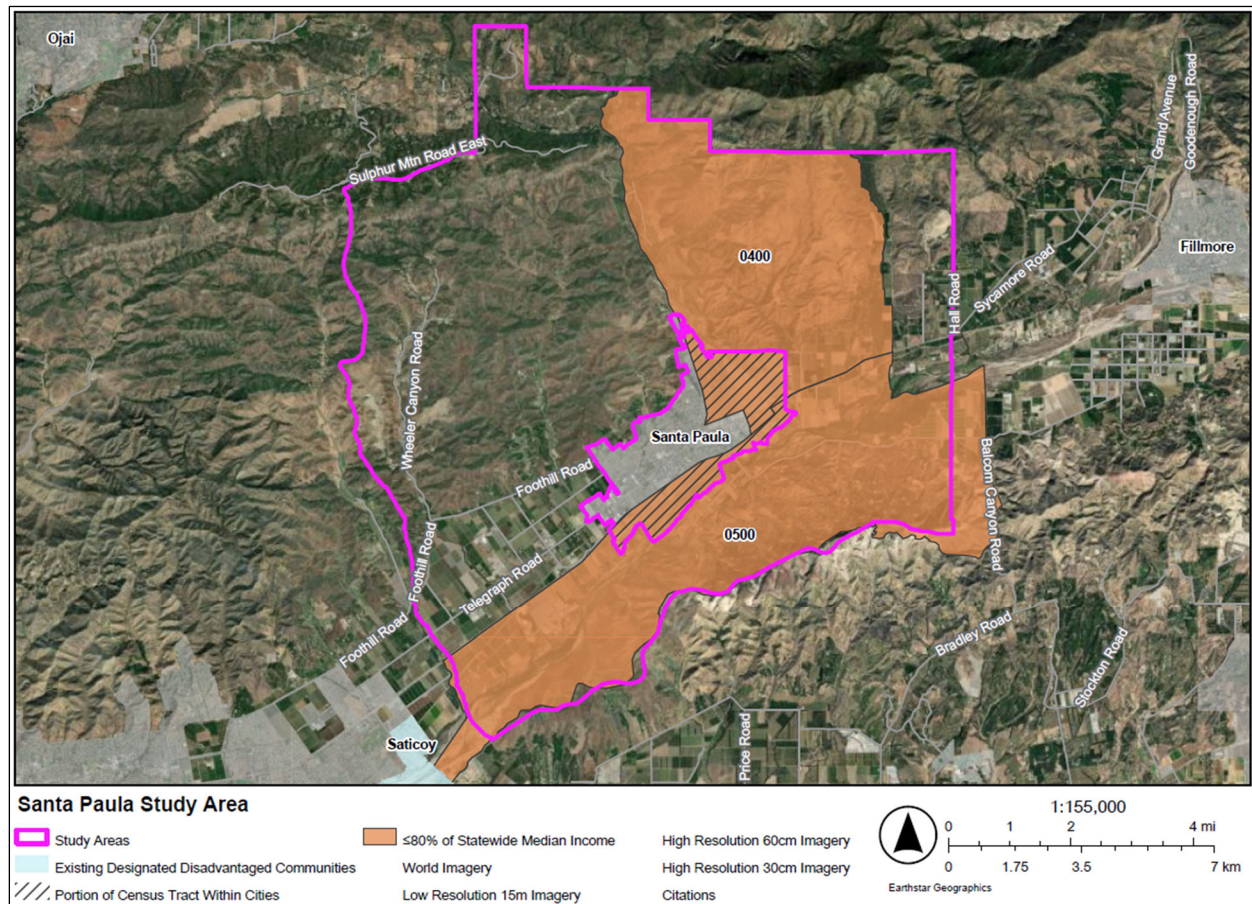 Ojai
Grand Avenue
Goodenough Road
Sulphur Mtn Road East
Fillmore
0400
Sycamore Road
Hall Road
Wheeler Canyon Road
Santa Paula
Foothill Road
Balcom Canyon Road
0500
Foothill Road
Telegraph Road
Foothill Road
Bradley Road
Stockton Road
Saticoy
Price Road
Santa Paula Study Area
Study Areas
Existing Designated Disadvantaged Communities
Portion of Census Tract Within Cities
≤80% of Statewide Median Income
World Imagery
Low Resolution 15m Imagery
High Resolution 60cm Imagery
High Resolution 30cm Imagery
Citations
Earthstar Geographics
1:155,000
0 1 2 4 mi
0 1.75 3.5 7 km